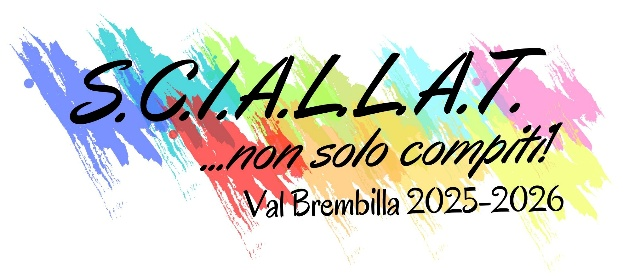 S.C.I.A.L.L.A.T.
...non solo compiti!
Val Brembilla 2025-2026